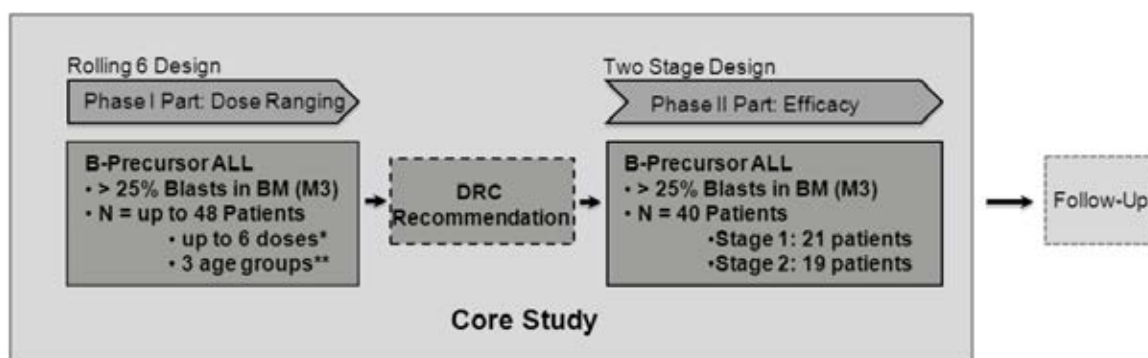 Rolling 6 Design
Phase I Part: Dose Ranging
B-Precursor ALL
• > 25% Blasts in BM (M3)
• N = up to 48 Patients
• up to 6 doses*
• 3 age groups**
DRC
Recommendation
Two Stage Design
Phase II Part: Efficacy
B-Precursor ALL
• > 25% Blasts in BM (M3)
• N = 40 Patients
•Stage 1: 21 patients
•Stage 2: 19 patients
Follow-Up
Core Study